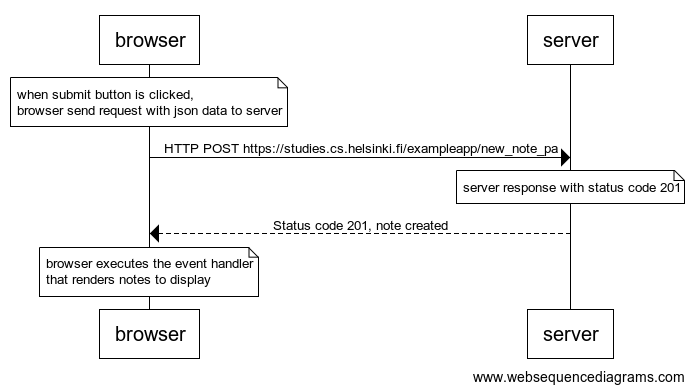 browser
server
when submit button is clicked,
browser send request with json data to server
HTTP POST https://studies.cs.helsinki.fi/exampleapp/new_note_pa
server response with status code 201
Status code 201, note created
browser executes the event handler
that renders notes to display
browser
server
www.websequencediagrams.com